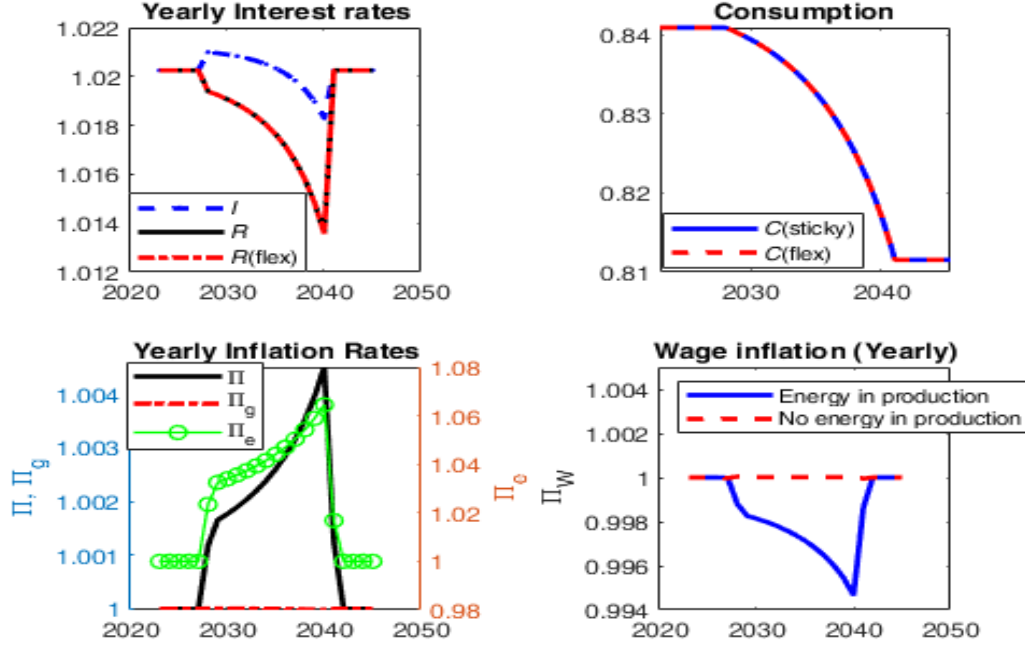 Yearly Interest rates
1.022
1.02
1.018
1.016
1.014
1.012
I
R
R(flex)
2020 2030 2040 2050
Consumption
0.84
0.83
0.82
0.81
C(sticky)
C(flex)
2030 2040
Yearly Inflation Rates
Π, Π_g
1.004
1.003
1.002
1.001
1
Π
Π_g
Π_e
1.08
1.06
1.04
1.02
1
0.98
Π_e
2020 2030 2040 2050
Wage inflation (Yearly)
Π_W
1.004
1.002
1
0.998
0.996
0.994
Energy in production
No energy in production
2020 2030 2040 2050